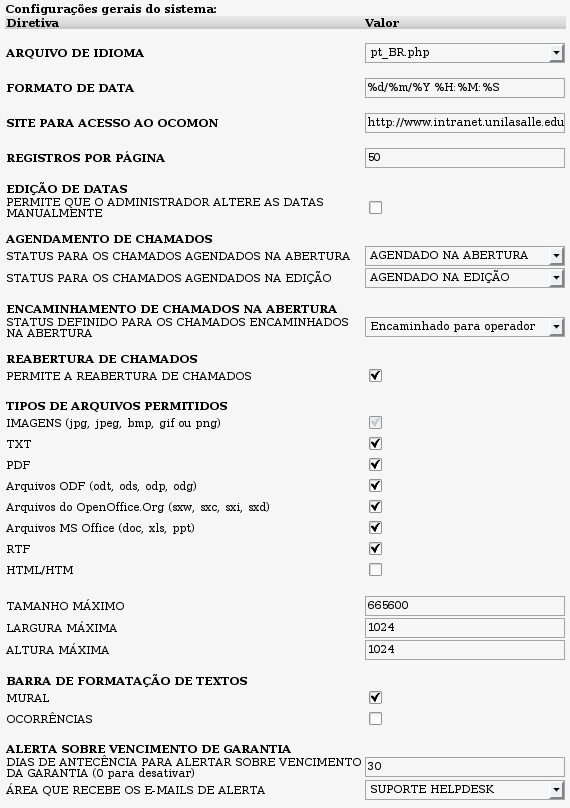 Configurações gerais do sistema:
Diretiva Valor
ARQUIVO DE IDIOMA pt_BR.php
FORMATO DE DATA %d/%m/%Y %H:%M:%S
SITE PARA ACESSO AO OCOMON http://www.intranet.unilasalle.edu
REGISTROS POR PÁGINA 50
EDIÇÃO DE DATAS
PERMITE QUE O ADMINISTRADOR ALTERE AS DATAS
MANUALMENTE
AGENDAMENTO DE CHAMADOS
STATUS PARA OS CHAMADOS AGENDADOS NA ABERTURA AGENDADO NA ABERTURA
STATUS PARA OS CHAMADOS AGENDADOS NA EDIÇÃO AGENDADO NA EDIÇÃO
ENCAMINHAMENTO DE CHAMADOS NA ABERTURA
STATUS DEFINIDO PARA OS CHAMADOS ENCAMINHADOS
NA ABERTURA Encaminhado para operador
REABERTURA DE CHAMADOS
PERMITE A REABERTURA DE CHAMADOS
TIPOS DE ARQUIVOS PERMITIDOS
IMAGENS (jpg, jpeg, bmp, gif ou png)
TXT
PDF
Arquivos ODF (odt, ods, odp, odg)
Arquivos do OpenOffice.Org (sxw, sxc, sxi, sxd)
Arquivos MS Office (doc, xls, ppt)
RTF
HTML/HTM
TAMANHO MÁXIMO 665600
LARGURA MÁXIMA 1024
ALTURA MÁXIMA 1024
BARRA DE FORMATAÇÃO DE TEXTOS
MURAL
OCORRÊNCIAS
ALERTA SOBRE VENCIMENTO DE GARANTIA
DIAS DE ANTECÊNCIA PARA ALERTAR SOBRE VENCIMENTO
DA GARANTIA (0 para desativar) 30
ÁREA QUE RECEBE OS E-MAILS DE ALERTA SUPORTE HELPDESK